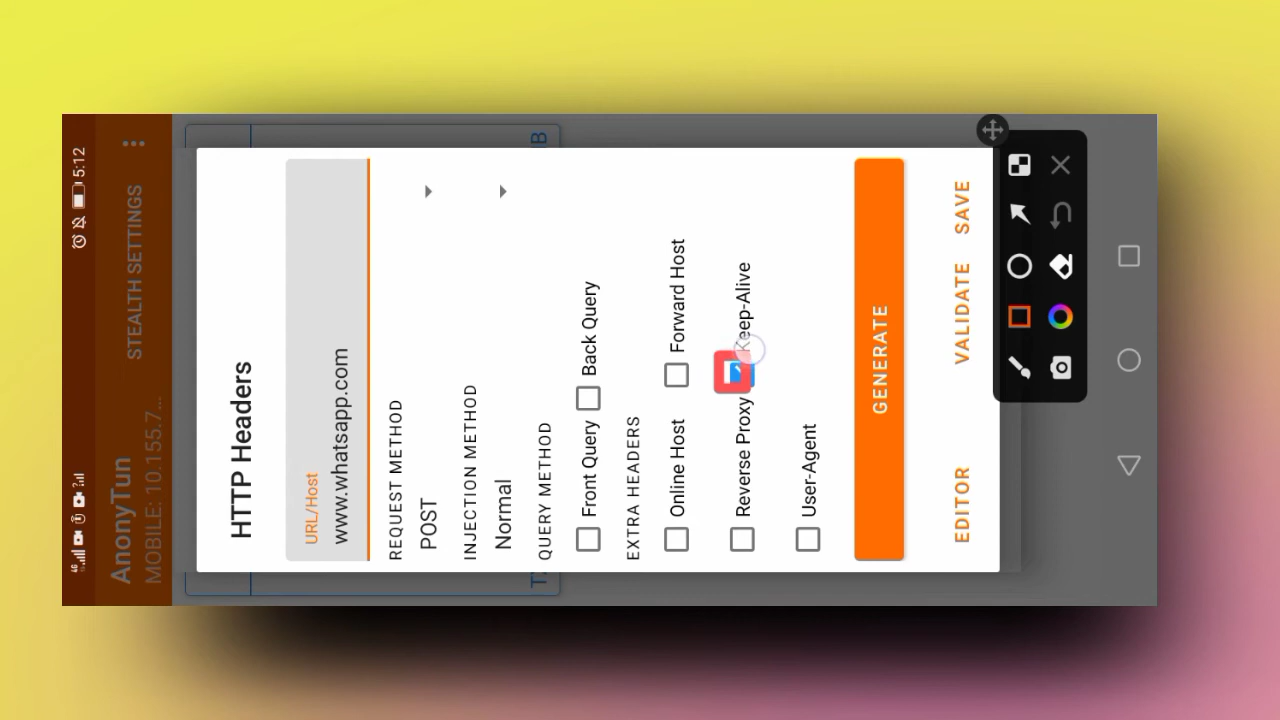 5:12
AnonyTun
STEALTH SETTINGS
MOBILE: 10.155.7...
HTTP Headers
URL/Host
www.whatsapp.com
REQUEST METHOD
POST
INJECTION METHOD
Normal
QUERY METHOD
Front Query
Back Query
EXTRA HEADERS
Online Host
Forward Host
Reverse Proxy
Keep-Alive
User-Agent
GENERATE
EDITOR
VALIDATE
SAVE